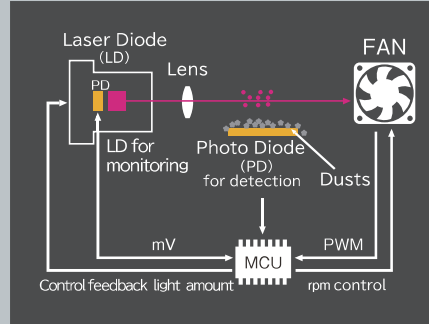 Laser Diode
(LD)
FAN
Lens
PD
LD for
monitoring
Photo Diode
(PD)
for detection
Dusts
mV
PWM
MCU
Control feedback light amount
rpm control